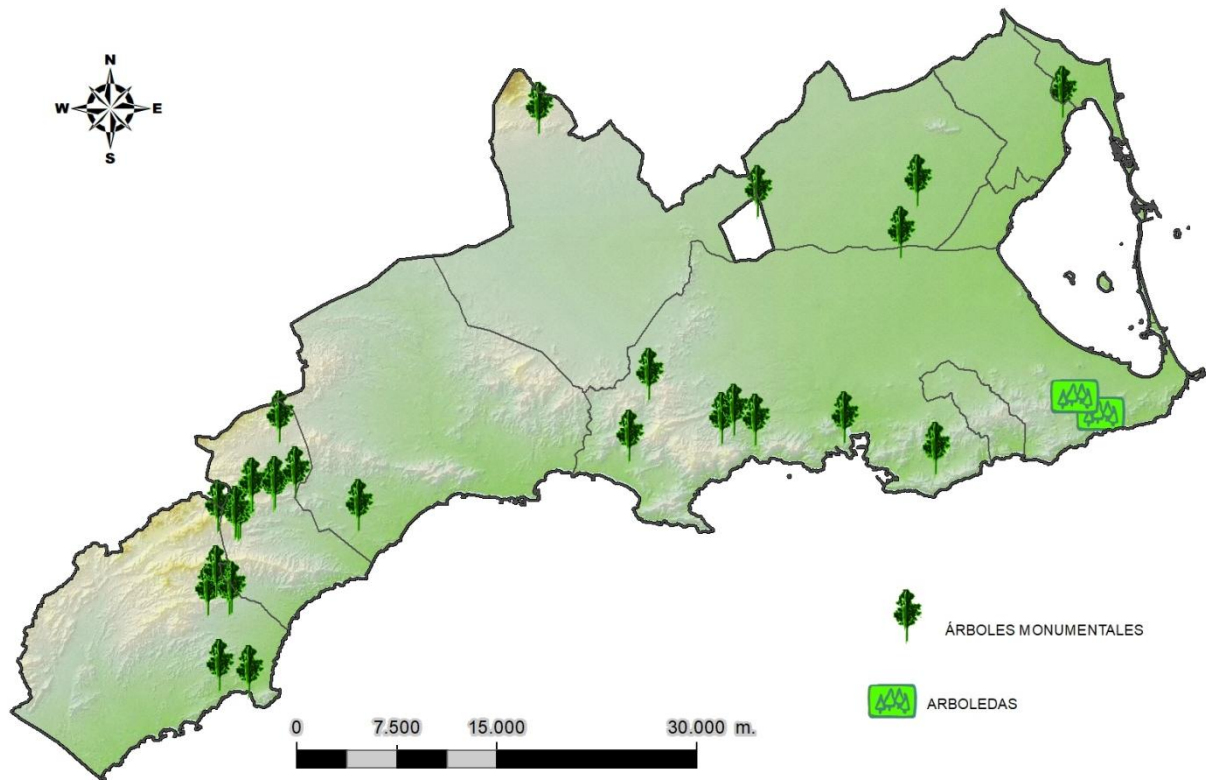 N
W E
S
ÁRBOLES MONUMENTALES
ARBOLEDAS
0 7.500 15.000 30.000 m.